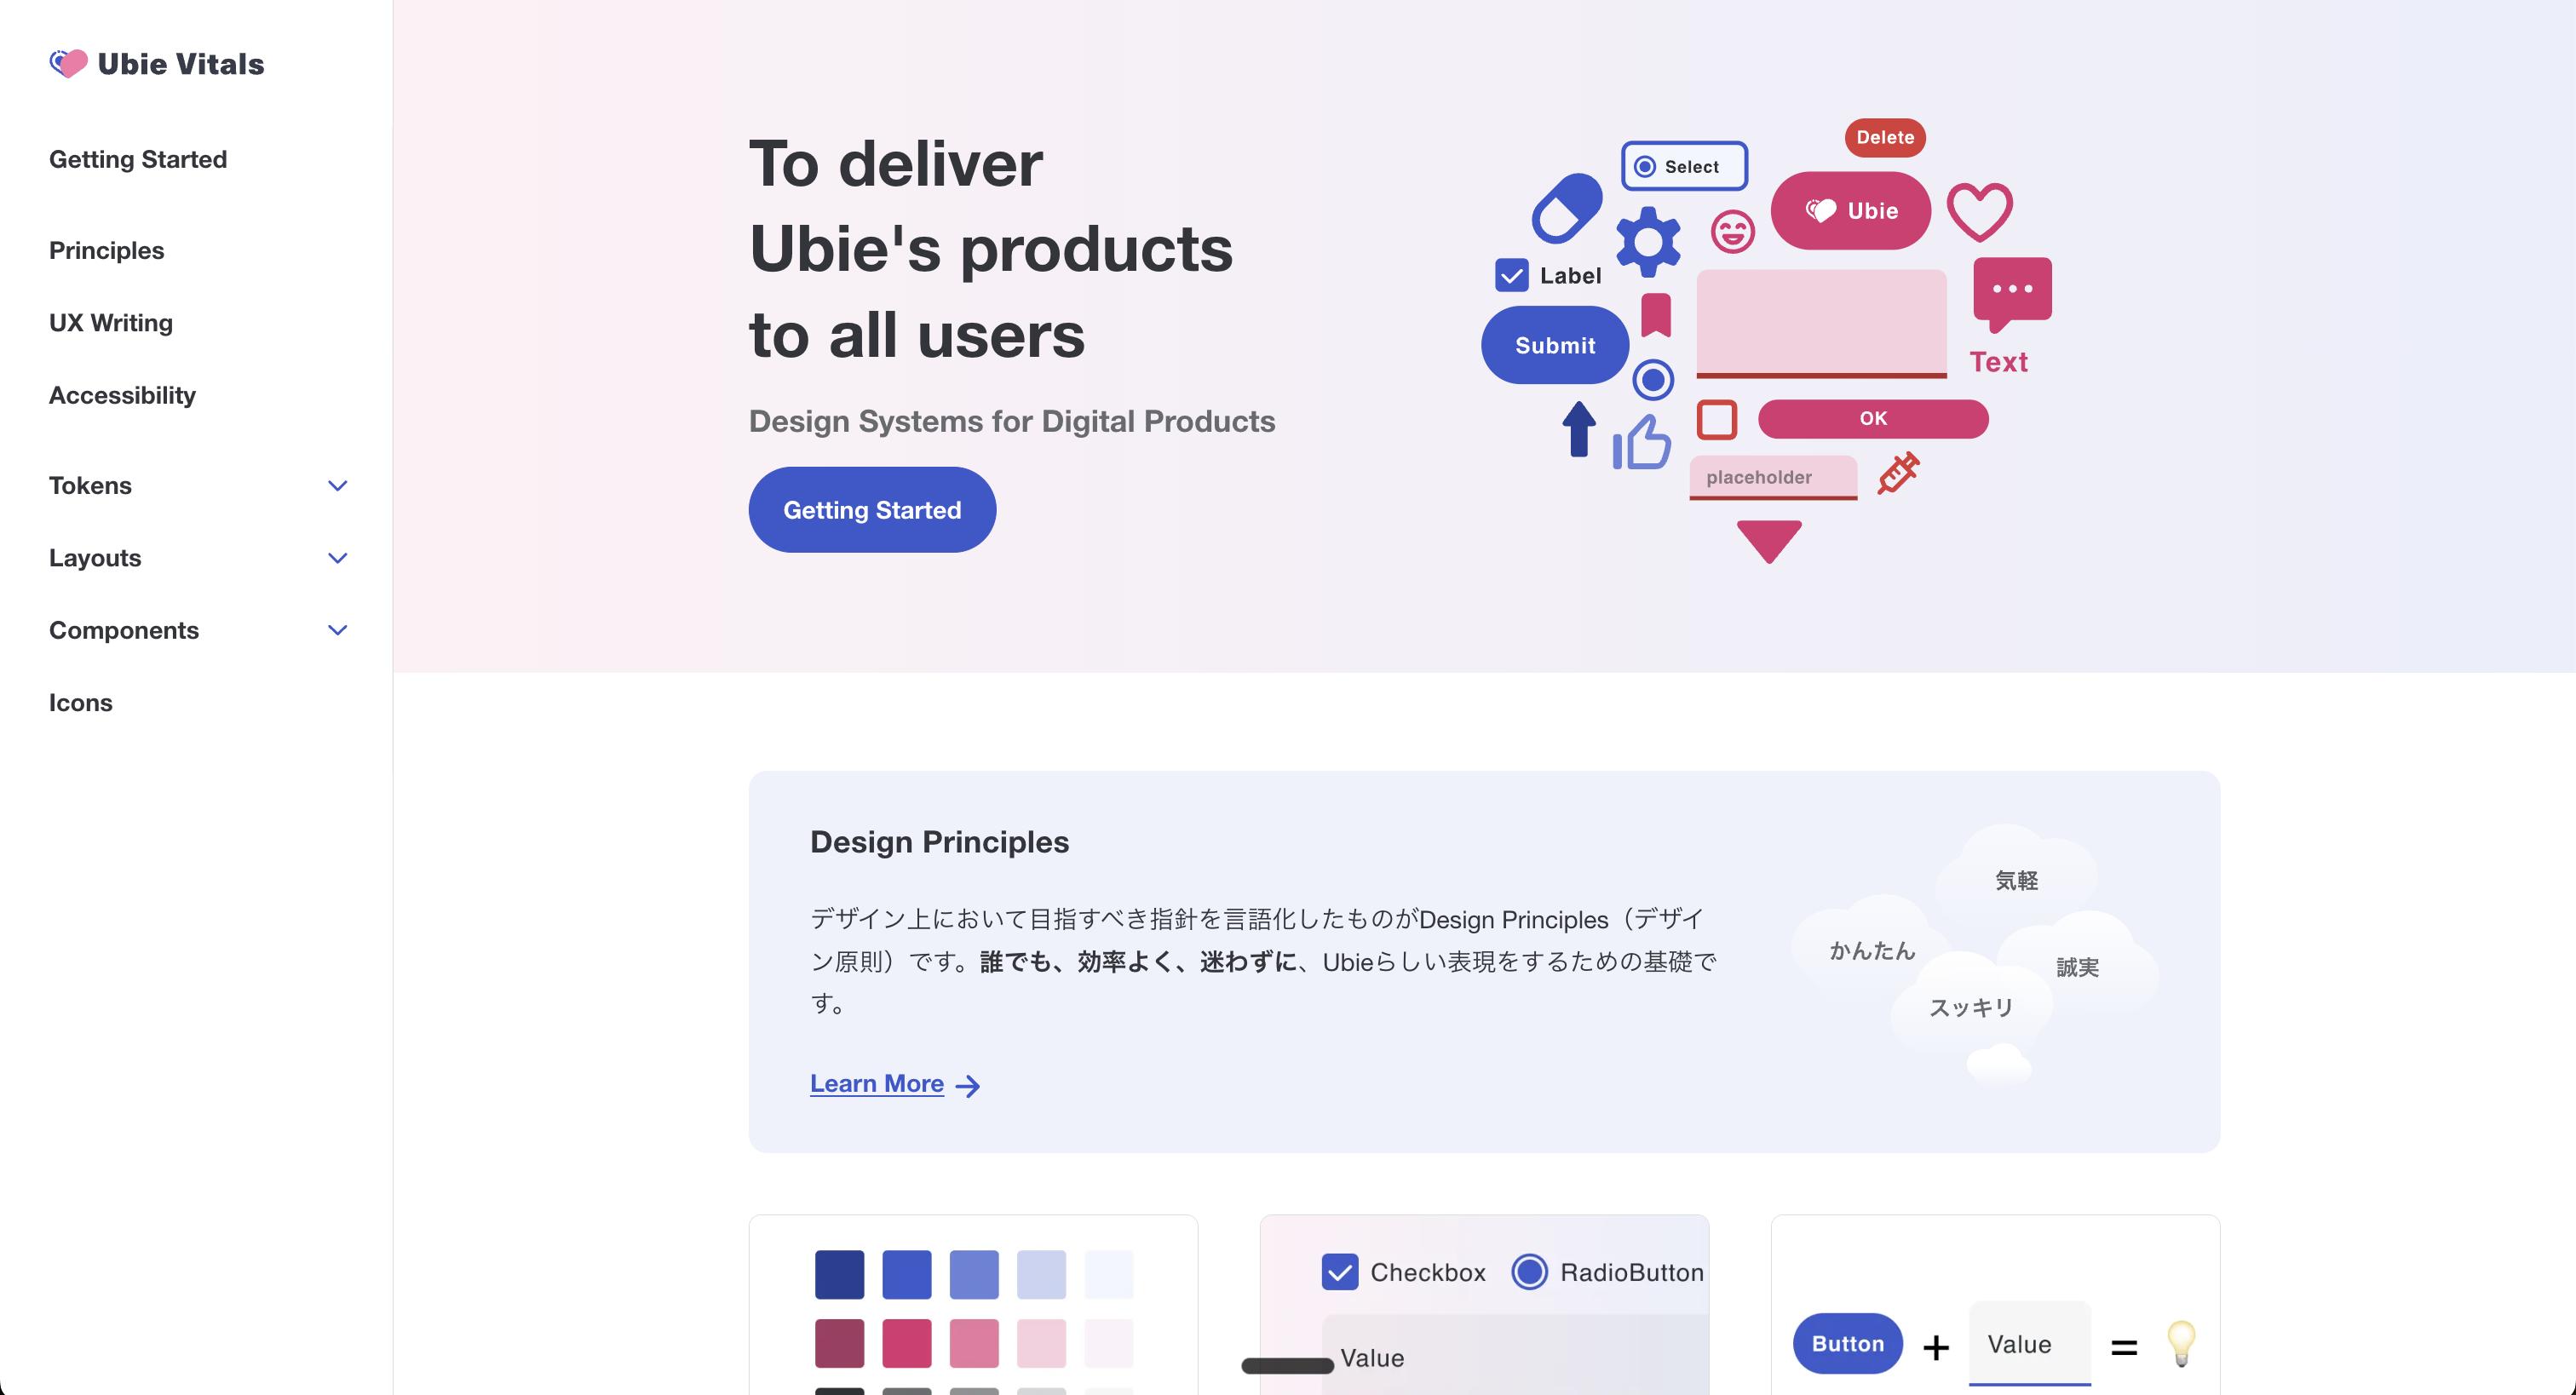 Ubie Vitals
Getting Started
Principles
UX Writing
Accessibility
Tokens
Layouts
Components
Icons
To deliver
Ubie's products
to all users
Design Systems for Digital Products
Getting Started
Delete
Select
Ubie
Label
Submit
Text
OK
placeholder
Design Principles
デザイン上において目指すべき指針を言語化したものがDesign Principles（デザイ
ン原則）です。誰でも、効率よく、迷わずに、Ubieらしい表現をするための基礎で
す。
Learn More
気軽
かんたん
誠実
スッキリ
Checkbox
RadioButton
Value
Button + Value =